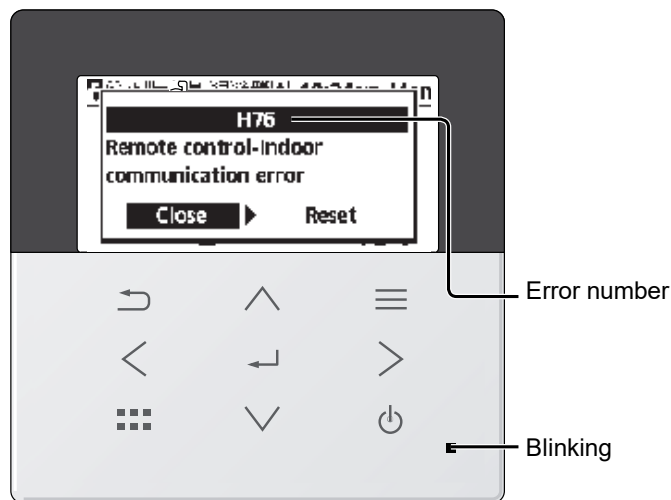 H76
Remote control-Indoor
communication error
Close
Reset
Error number
Blinking